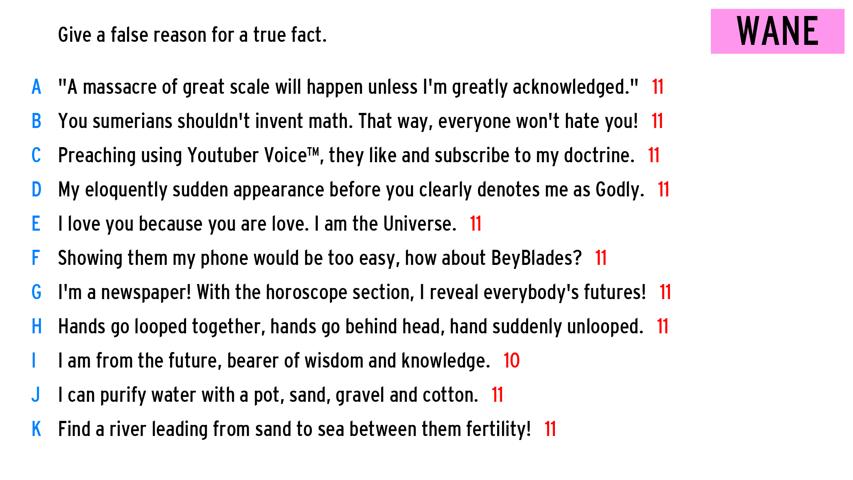 Give a false reason for a true fact.
WANE
A "A massacre of great scale will happen unless I'm greatly acknowledged." 11
B You sumerians shouldn't invent math. That way, everyone won't hate you! 11
C Preaching using Youtuber Voice™, they like and subscribe to my doctrine. 11
D My eloquently sudden appearance before you clearly denotes me as Godly. 11
E I love you because you are love. I am the Universe. 11
F Showing them my phone would be too easy, how about BeyBlades? 11
G I'm a newspaper! With the horoscope section, I reveal everybody's futures! 11
H Hands go looped together, hands go behind head, hand suddenly unlooped. 11
I I am from the future, bearer of wisdom and knowledge. 10
J I can purify water with a pot, sand, gravel and cotton. 11
K Find a river leading from sand to sea between them fertility! 11